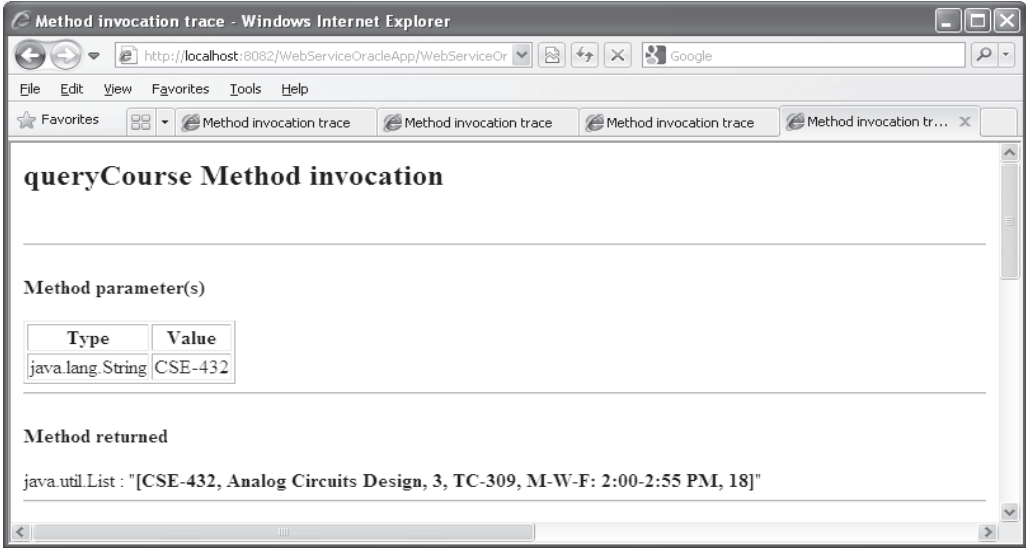 Method invocation trace - Windows Internet Explorer
http://localhost:8082/WebServiceOracleApp/WebServiceOr
Google
File Edit View Favorites Tools Help
Favorites
Method invocation trace
Method invocation trace
Method invocation trace
Method invocation tr...
queryCourse Method invocation
Method parameter(s)
Type Value
java.lang.String CSE-432
Method returned
java.util.List : "[CSE-432, Analog Circuits Design, 3, TC-309, M-W-F: 2:00-2:55 PM, 18]"